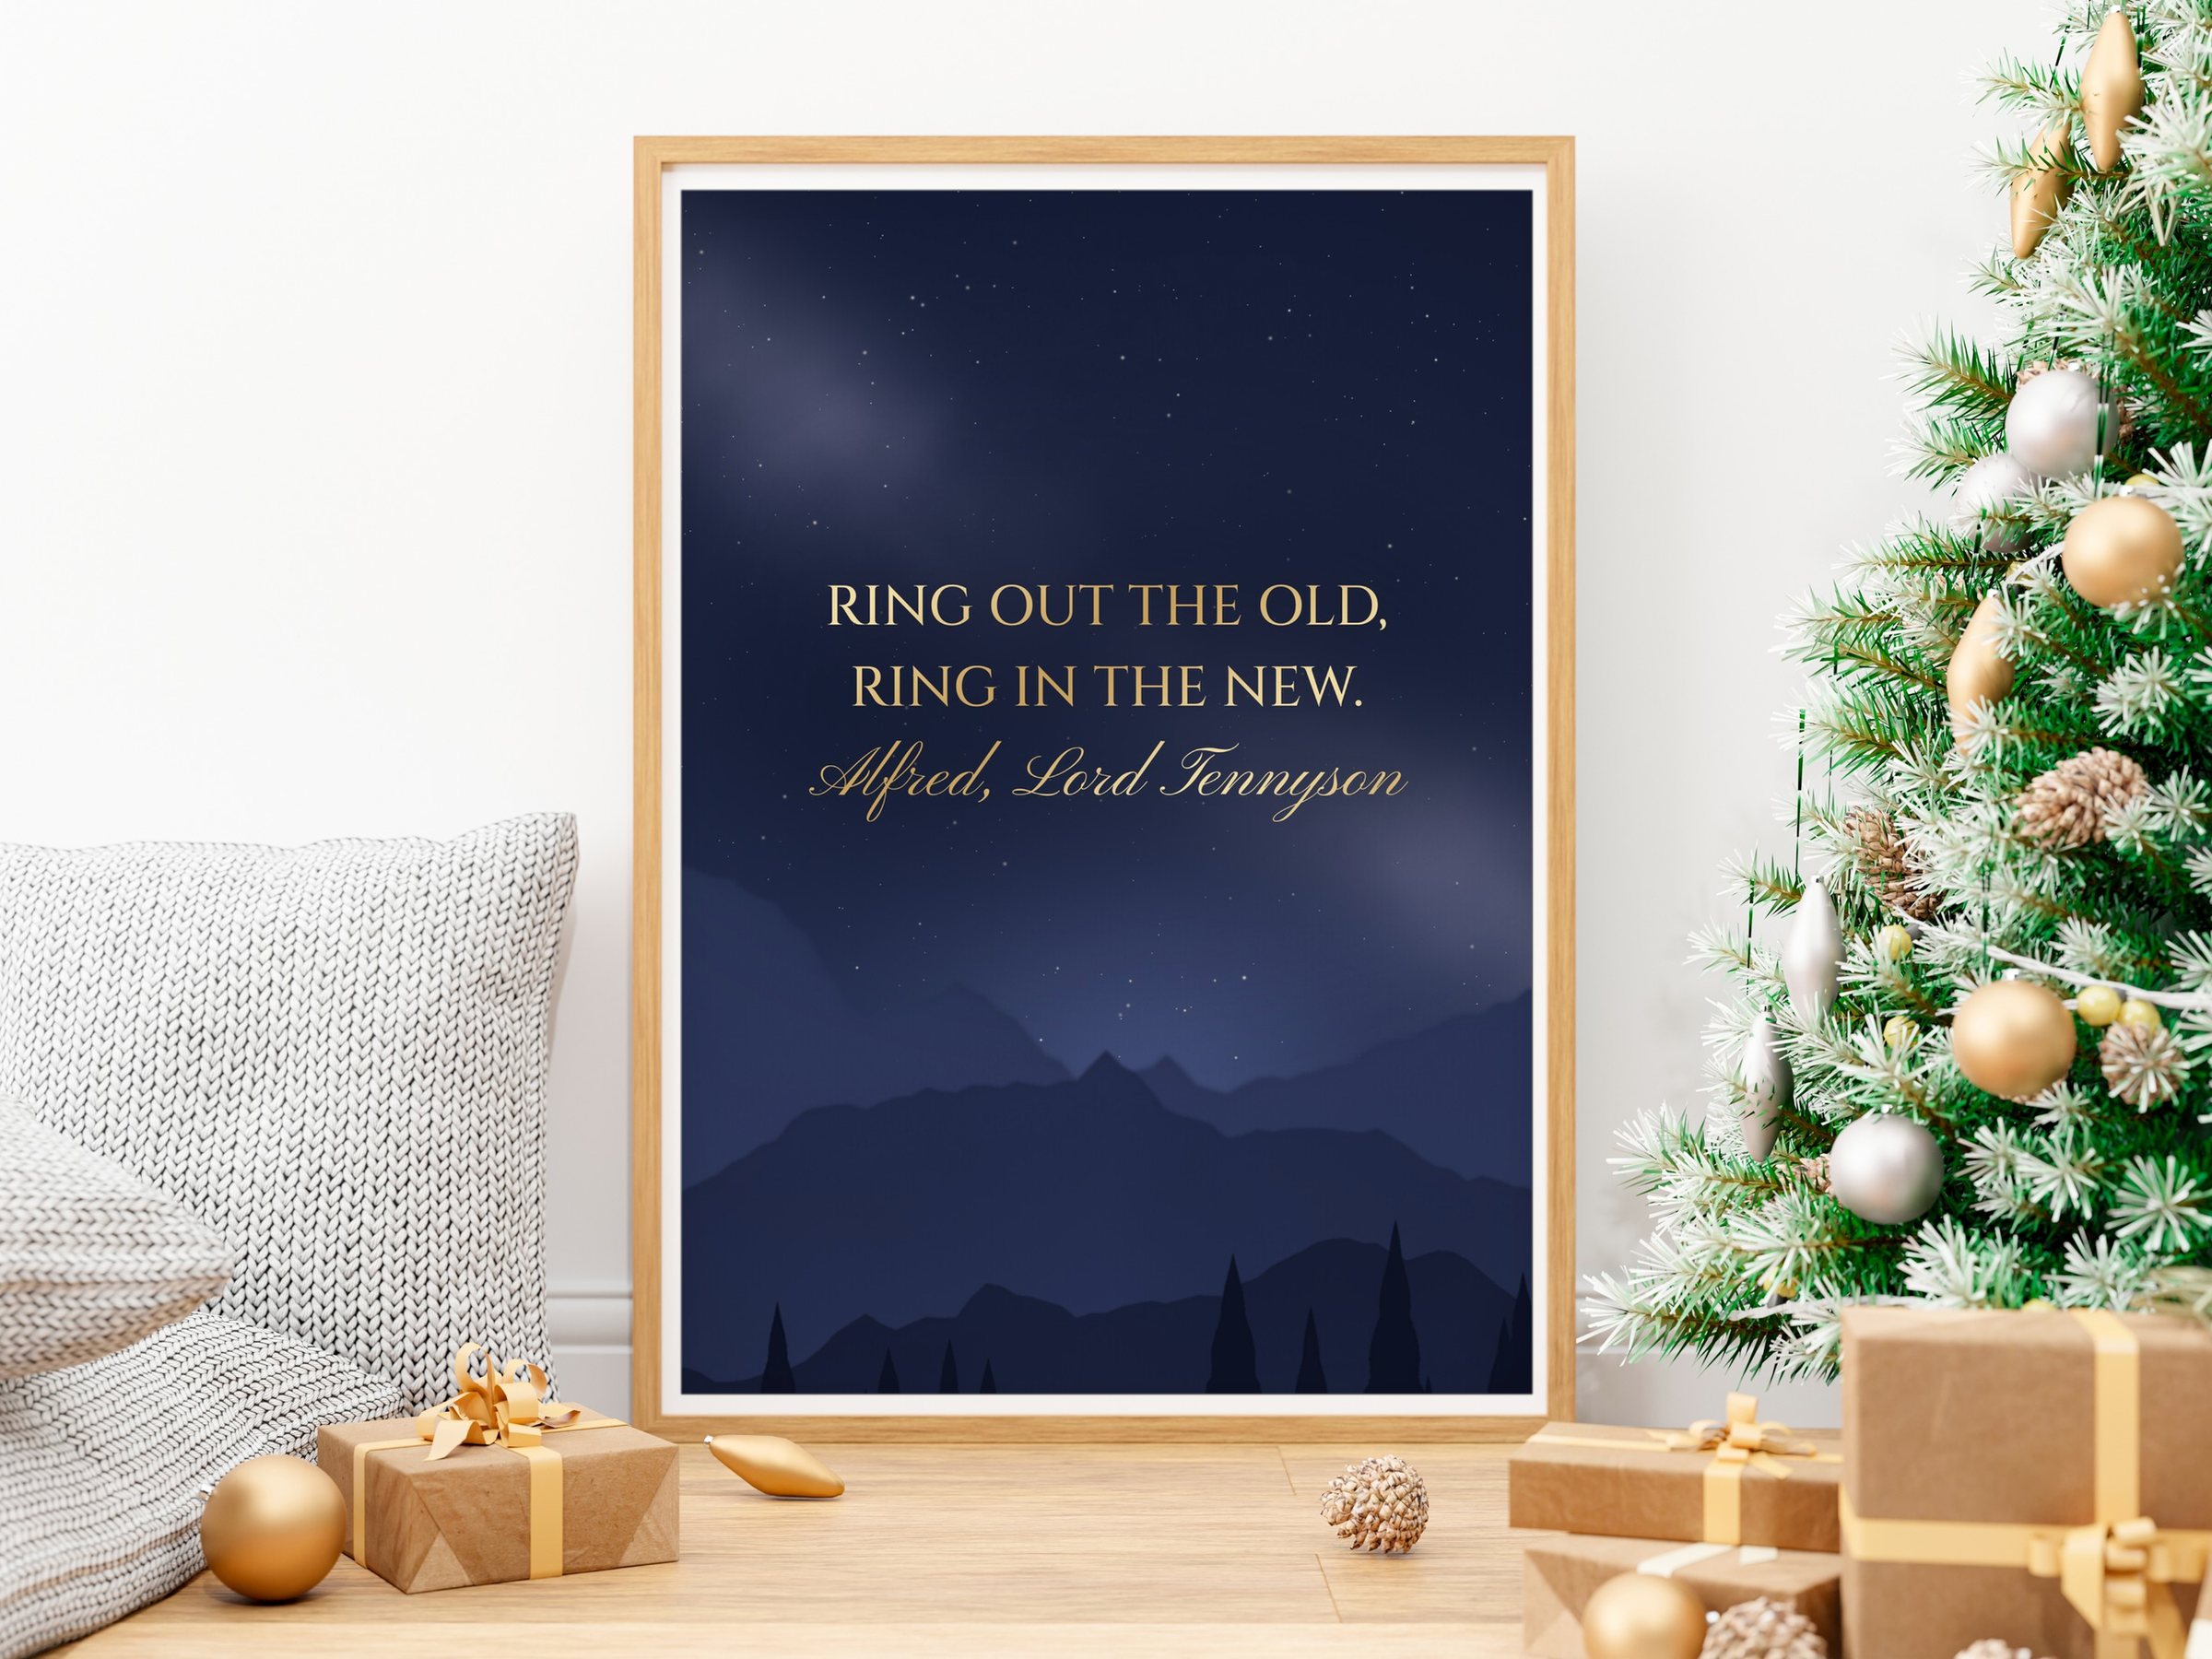 RING OUT THE OLD,
RING IN THE NEW.
Alfred, Lord Tennyson